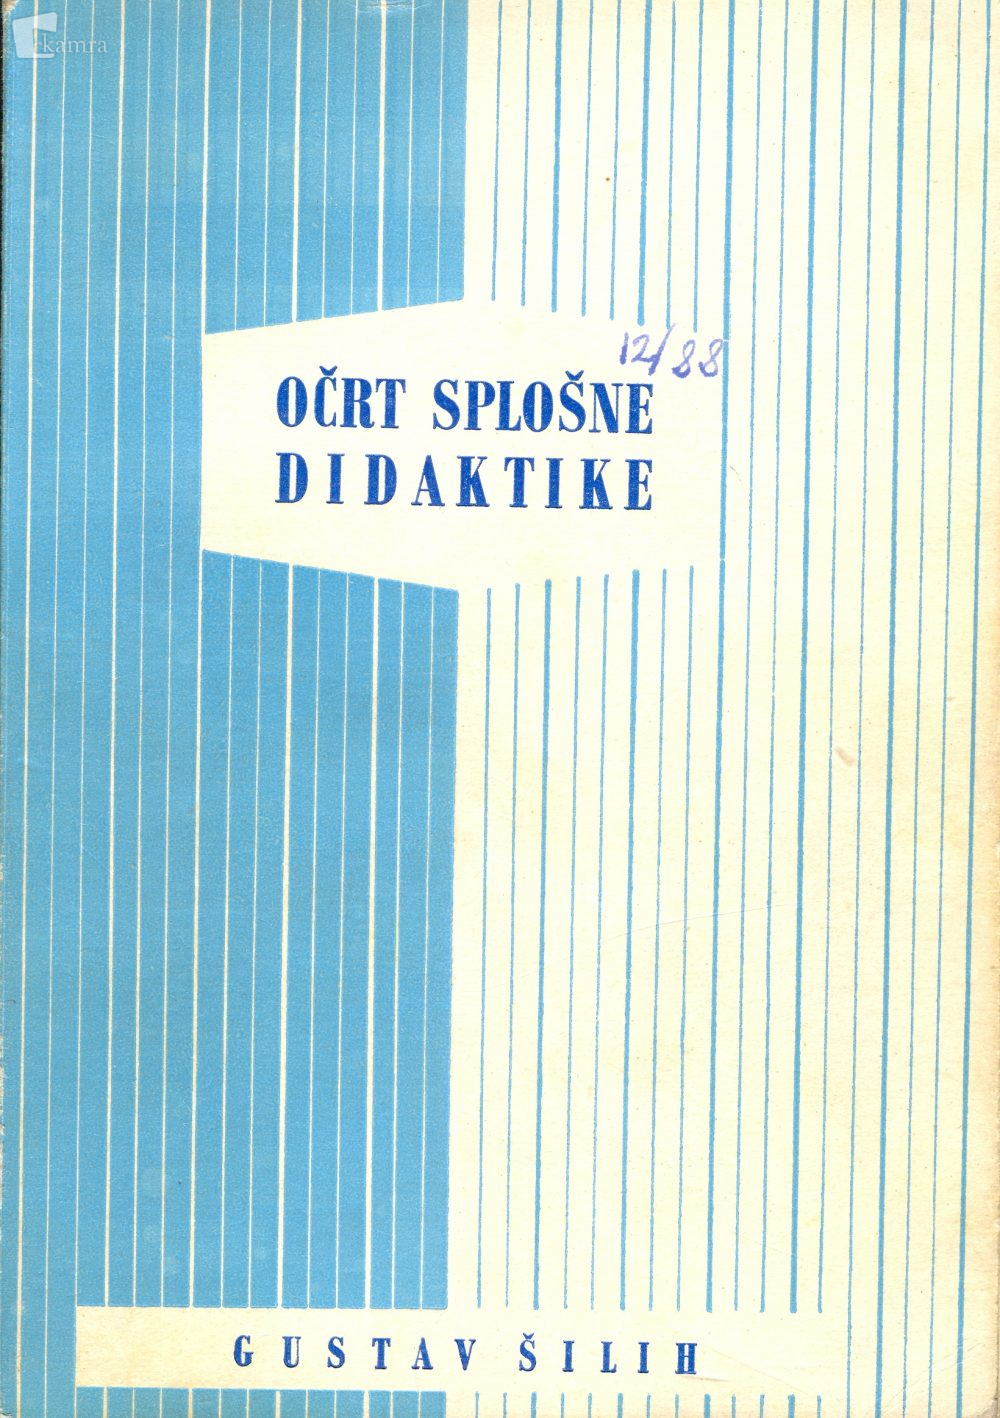 kamra
12/88
OČRT SPLOŠNE
DIDAKTIKE
GUSTAV ŠILIH